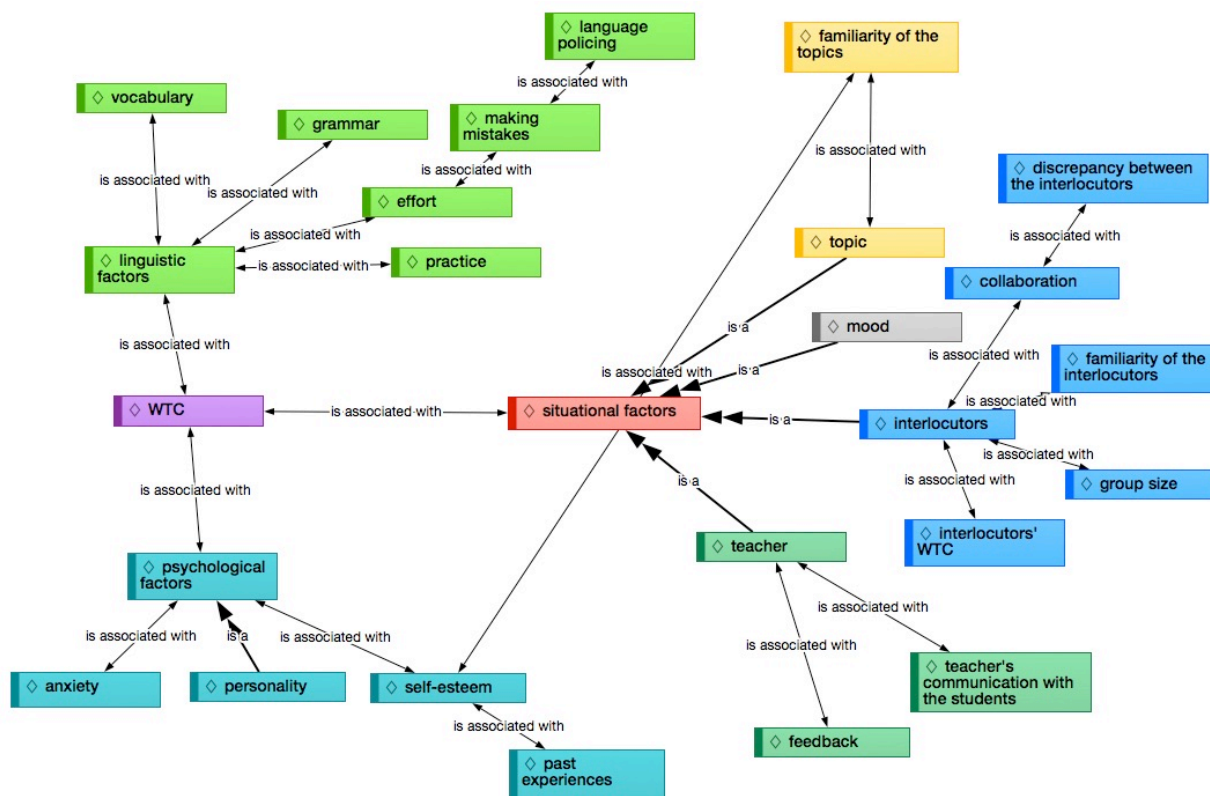 ◇ language
policing
◇ familiarity of the
topics
is associated with
◇ vocabulary
◇ making
mistakes
◇ grammar
is associated with
is associated with
◇ discrepancy between
the interlocutors
is associated with
is associated with
◇ effort
is associated with
is associated with
◇ linguistic
factors
is associated with
◇ practice
◇ topic
◇ collaboration
is a
◇ mood
is associated with
is associated with
◇ familiarity of the
interlocutors
is associated with
is a
is associated with
◇ WTC
is associated with
◇ situational factors
is a
◇ interlocutors
is associated with
is associated with
◇ group size
is associated with
is a
◇ interlocutors'
WTC
◇ teacher
◇ psychological
factors
is associated with
is a
is associated with
is associated with
is associated with
◇ anxiety
◇ personality
◇ self-esteem
◇ teacher's
communication with
the students
is associated with
◇ feedback
◇ past
experiences